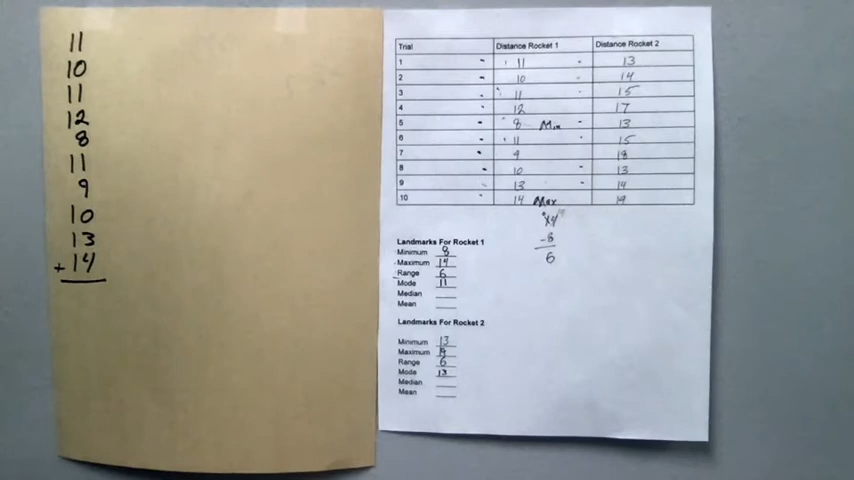 11
10
11
12
8
11
9
10
13
+ 14
Trial Distance Rocket 1 Distance Rocket 2
1 11 13
2 10 14
3 11 15
4 12 17
5 8 Min 13
6 11 15
7 9 18
8 10 13
9 13 14
10 14 Max 19
14
- 8
6
Landmarks For Rocket 1
Minimum 8
Maximum 14
Range 6
Mode 11
Median
Mean
Landmarks For Rocket 2
Minimum 13
Maximum 19
Range 6
Mode 13
Median
Mean